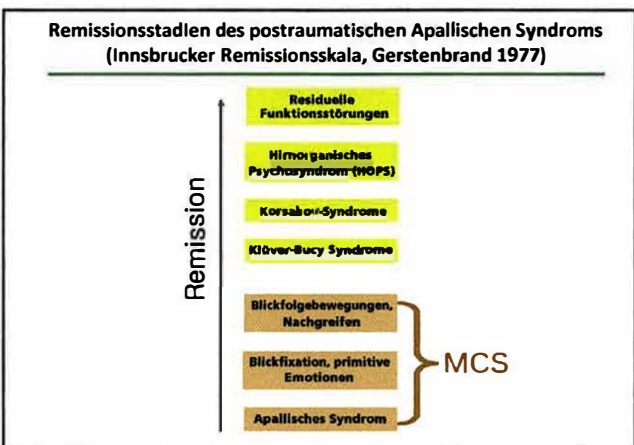 Remissionsstadien des postraumatischen Apallischen Syndroms
(Innsbrucker Remissionsskala, Gerstenbrand 1977)
Residuelle
Funktionsstörungen
Hirnorganisches
Psychosyndrom (HOPS)
Korsakow-Syndrome
Klüver-Bucy Syndrome
Remission
Blickfolgebewegungen,
Nachgreifen
Blickfixation, primitive
Emotionen
Apallisches Syndrom
MCS